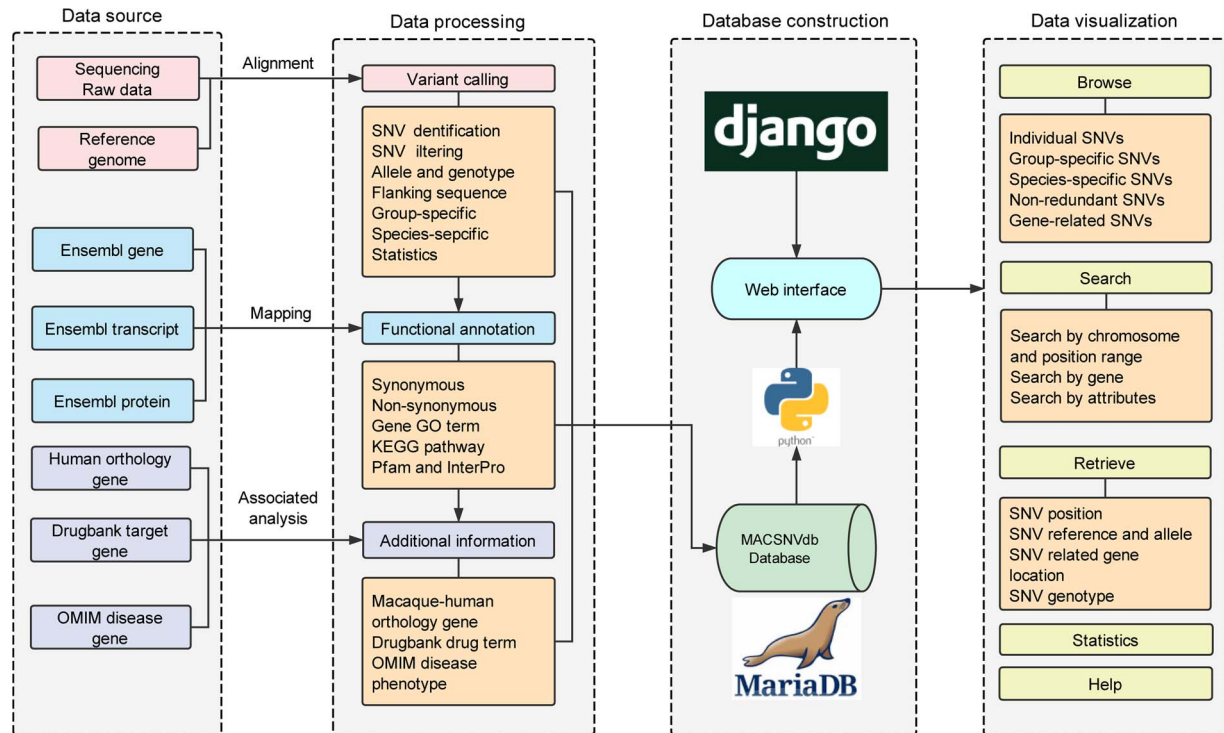 Data source
Sequencing
Raw data
Reference
genome
Ensembl gene
Ensembl transcript
Ensembl protein
Human orthology
gene
Drugbank target
gene
OMIM disease
gene
Alignment
Mapping
Associated
analysis
Data processing
Variant calling
SNV dentification
SNV iltering
Allele and genotype
Flanking sequence
Group-specific
Species-sepcific
Statistics
Functional annotation
Synonymous
Non-synonymous
Gene GO term
KEGG pathway
Pfam and InterPro
Additional information
Macaque-human
orthology gene
Drugbank drug term
OMIM disease
phenotype
Database construction
django
Web interface
python
MACSNVdb
Database
MariaDB
Data visualization
Browse
Individual SNVs
Group-specific SNVs
Species-specific SNVs
Non-redundant SNVs
Gene-related SNVs
Search
Search by chromosome
and position range
Search by gene
Search by attributes
Retrieve
SNV position
SNV reference and allele
SNV related gene
location
SNV genotype
Statistics
Help